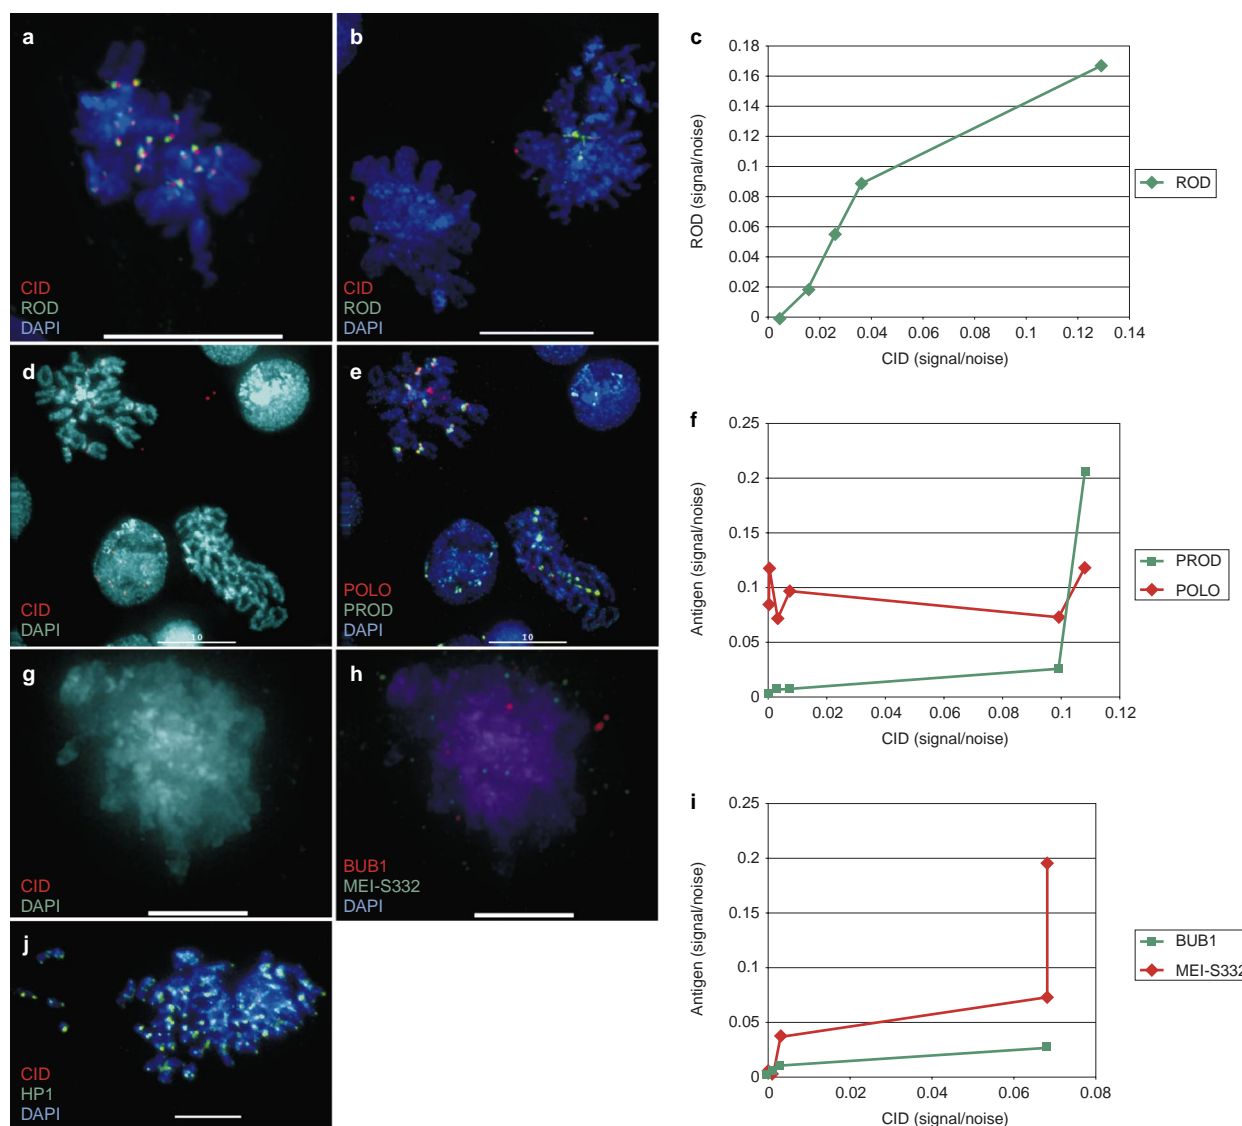 a
CID
ROD
DAPI
b
CID
ROD
DAPI
c
ROD (signal/noise)
0.18
0.16
0.14
0.12
0.1
0.08
0.06
0.04
0.02
0
0 0.02 0.04 0.06 0.08 0.10 0.12 0.14
CID (signal/noise)
ROD
d
CID
DAPI
10
e
POLO
PROD
DAPI
10
f
Antigen (signal/noise)
0.25
0.2
0.15
0.1
0.05
0
0 0.02 0.04 0.06 0.08 0.1 0.12
CID (signal/noise)
PROD
POLO
g
CID
DAPI
h
BUB1
MEI-S332
DAPI
i
Antigen (signal/noise)
0.25
0.2
0.15
0.1
0.05
0
0 0.02 0.04 0.06 0.08
CID (signal/noise)
BUB1
MEI-S332
j
CID
HP1
DAPI